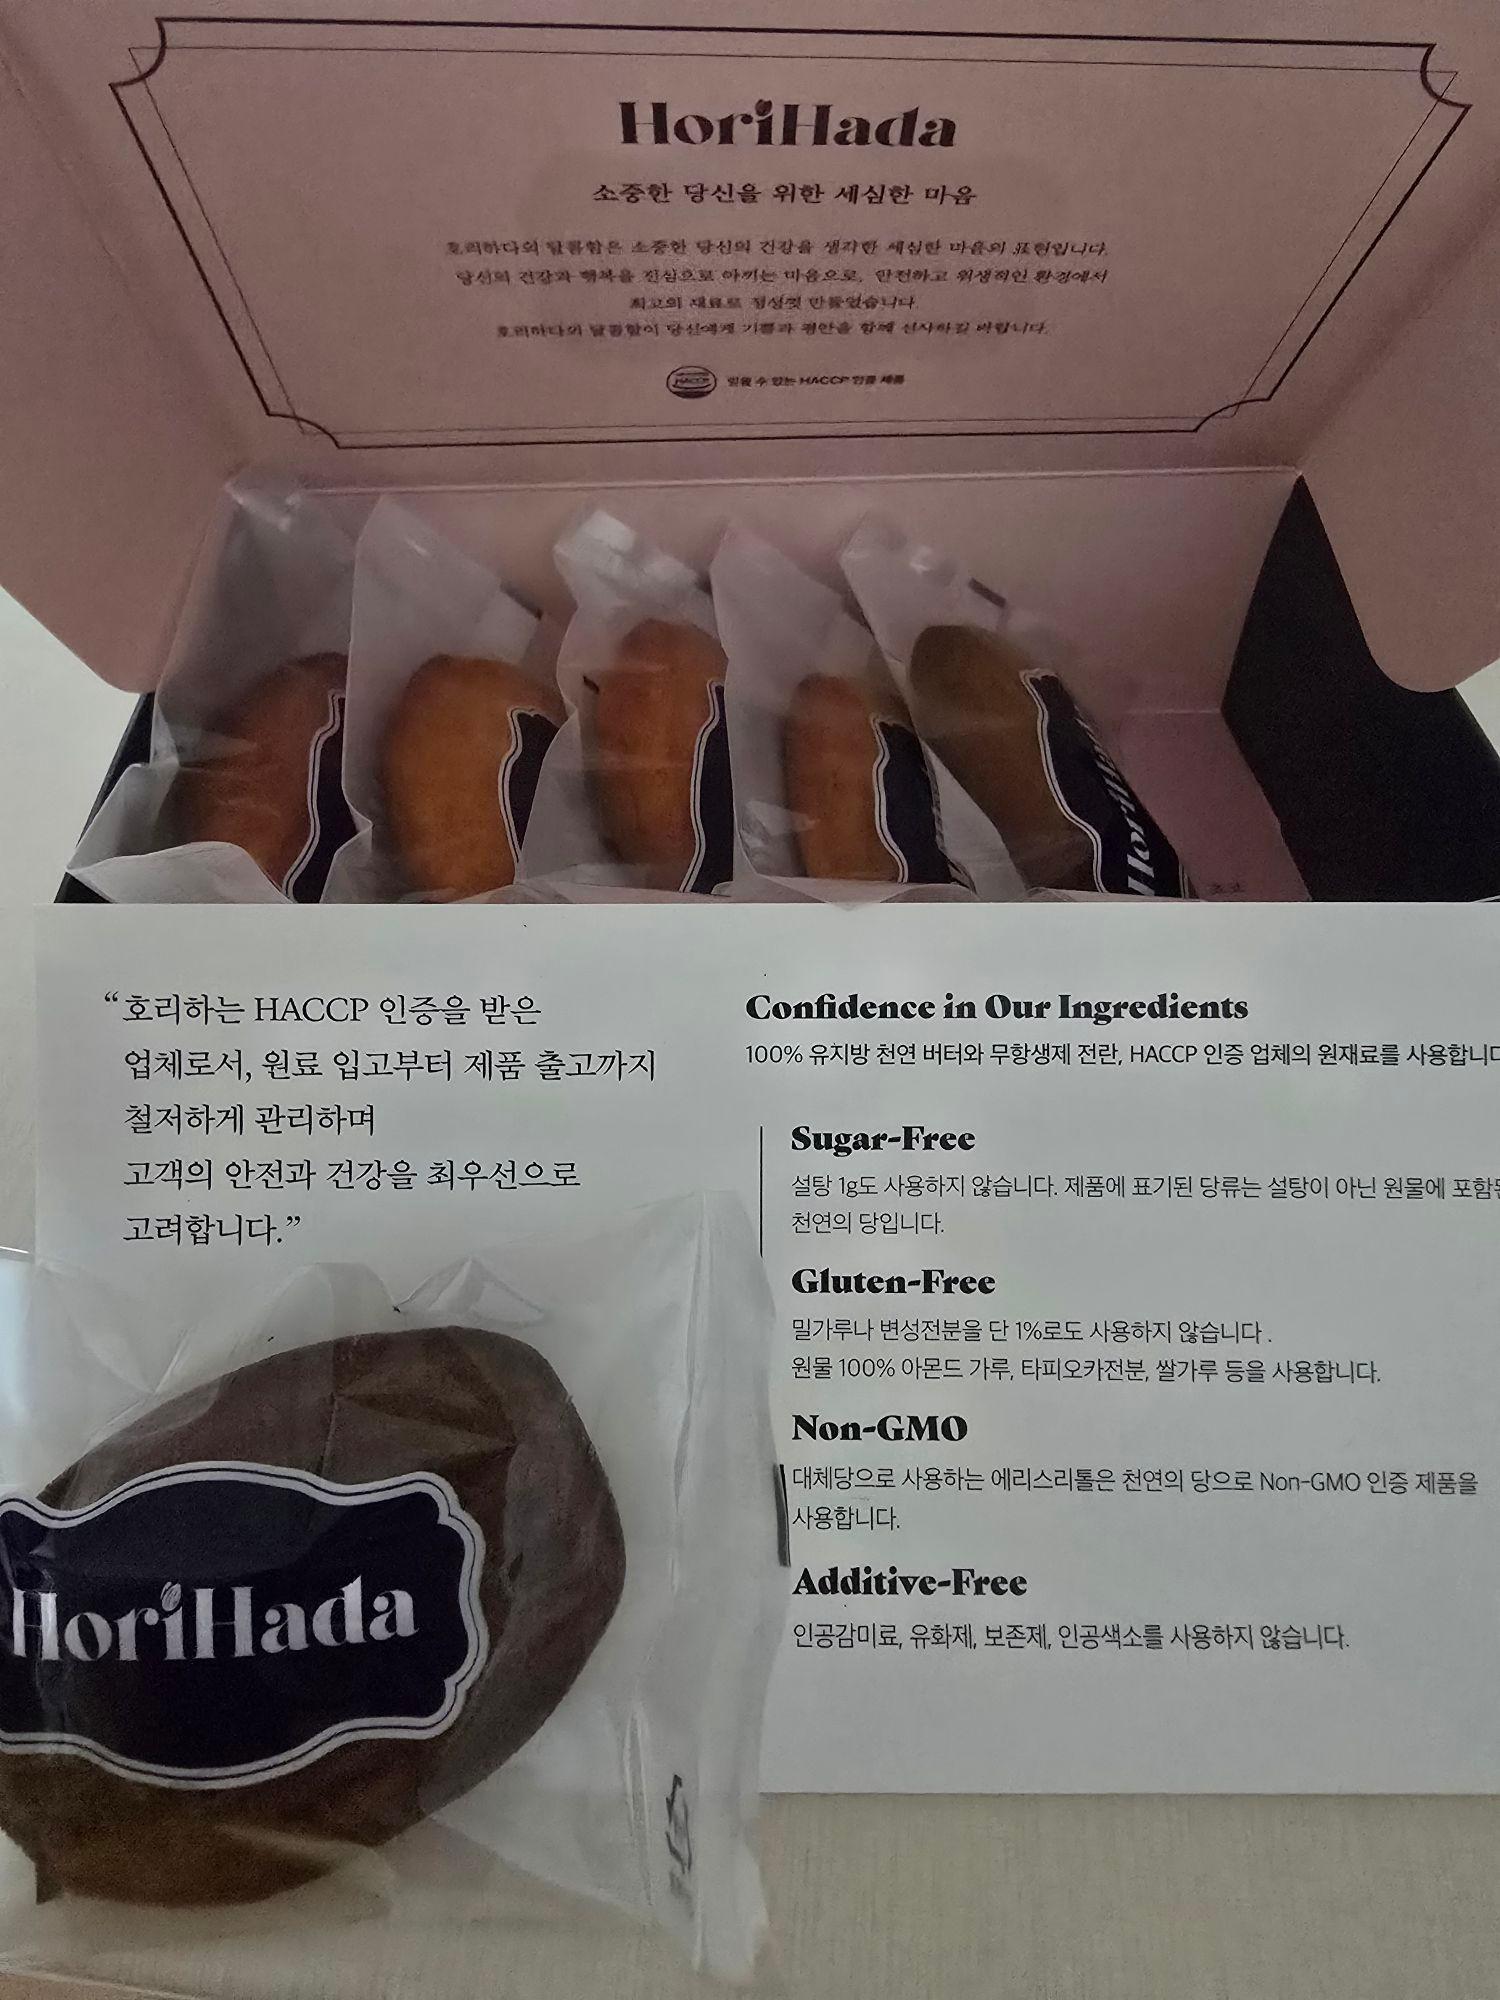 HoriHada
소중한 당신을 위한 세심한 마음
호리하다의 달콤함은 소중한 당신의 건강을 생각한 세심한 마음의 표현입니다.
당신의 건강과 행복을 진심으로 아끼는 마음으로, 안전하고 위생적인 환경에서
최고의 재료로 정성껏 만들었습니다.
호리하다의 달콤함이 당신에게 기쁨과 평안을 함께 선사하길 바랍니다.
HACCP 믿을 수 있는 HACCP 인증 제품
HoriHada
초코
“호리하는 HACCP 인증을 받은
업체로서, 원료 입고부터 제품 출고까지
철저하게 관리하며
고객의 안전과 건강을 최우선으로
고려합니다.”
Confidence in Our Ingredients
100% 유지방 천연 버터와 무항생제 전란, HACCP 인증 업체의 원재료를 사용합니다
Sugar-Free
설탕 1g도 사용하지 않습니다. 제품에 표기된 당류는 설탕이 아닌 원물에 포함된
천연의 당입니다.
Gluten-Free
밀가루나 변성전분을 단 1%로도 사용하지 않습니다 .
원물 100% 아몬드 가루, 타피오카전분, 쌀가루 등을 사용합니다.
Non-GMO
대체당으로 사용하는 에리스리톨은 천연의 당으로 Non-GMO 인증 제품을
사용합니다.
Additive-Free
인공감미료, 유화제, 보존제, 인공색소를 사용하지 않습니다.
HoriHada